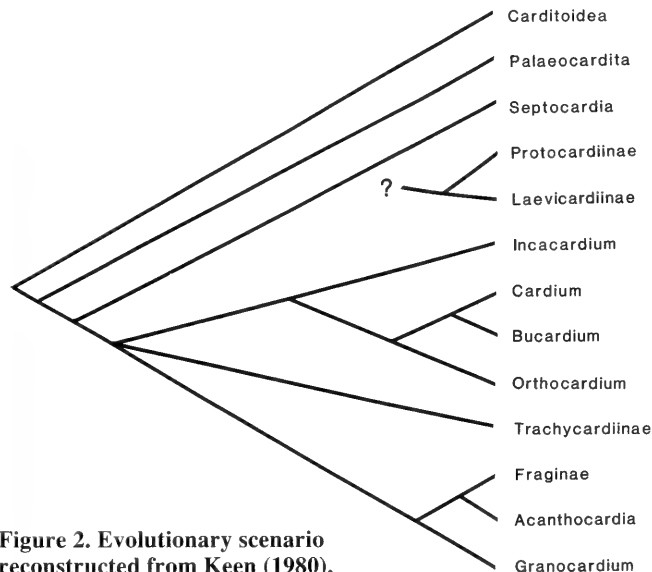 Carditoidea
Palaeocardita
Septocardia
Protocardiinae
?
Laevicardiinae
Incacardium
Cardium
Bucardium
Orthocardium
Trachycardiinae
Fraginae
Acanthocardia
Granocardium
Figure 2. Evolutionary scenario
reconstructed from Keen (1980).